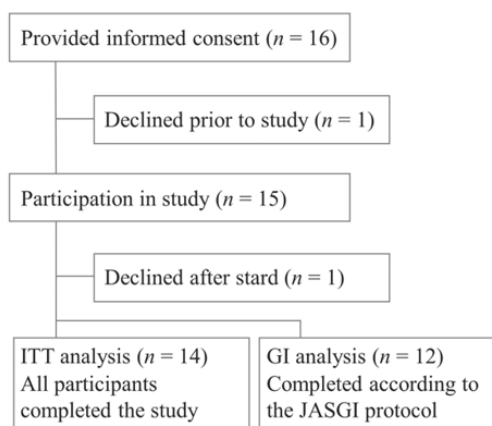 Provided informed consent (n = 16)
Declined prior to study (n = 1)
Participation in study (n = 15)
Declined after stard (n = 1)
ITT analysis (n = 14)
All participants
completed the study
GI analysis (n = 12)
Completed according to
the JASGI protocol